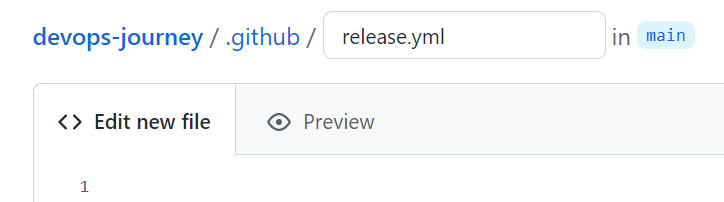 devops-journey / .github / release.yml in main
<> Edit new file Preview
1